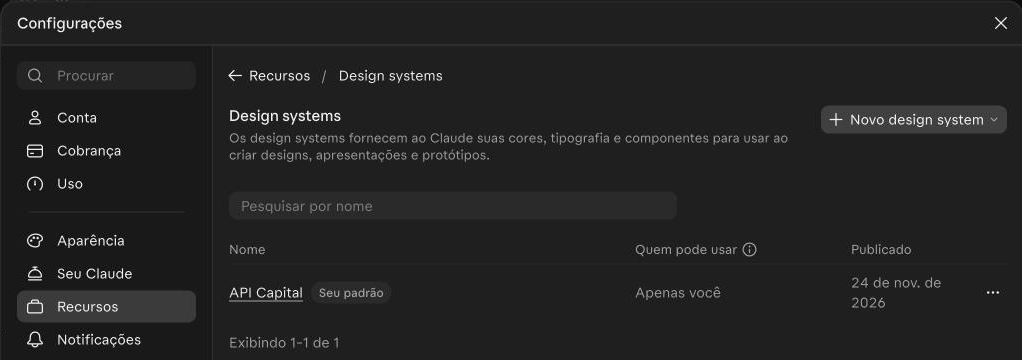 Configurações
Procurar
Conta
Cobrança
Uso
Aparência
Seu Claude
Recursos
Notificações
Recursos / Design systems
Design systems
Os design systems fornecem ao Claude suas cores, tipografia e componentes para usar ao
criar designs, apresentações e protótipos.
Novo design system
Pesquisar por nome
Nome Quem pode usar Publicado
API Capital Seu padrão Apenas você 24 de nov. de
2026
Exibindo 1-1 de 1